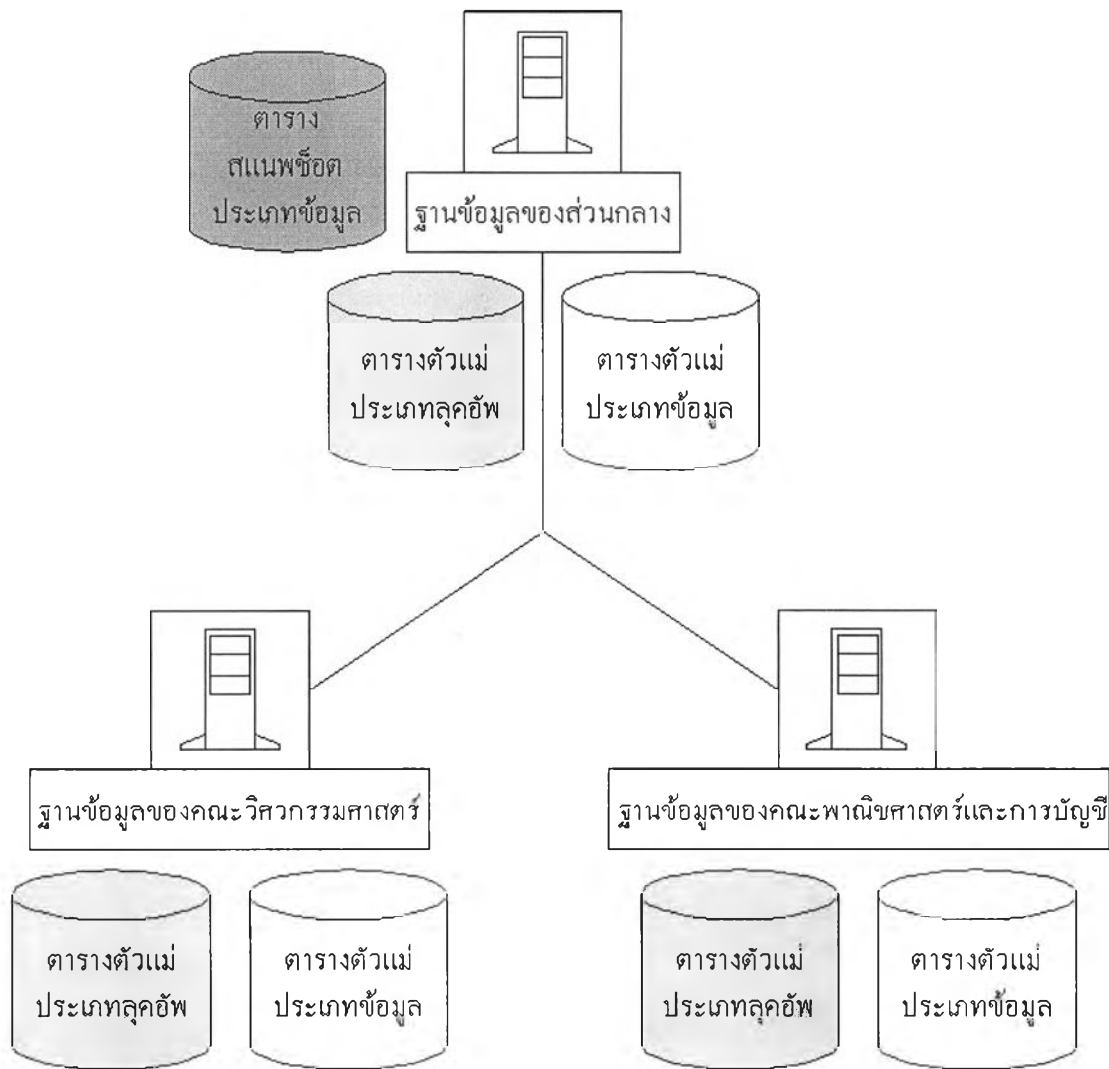 ตาราง
สแนพช็อต
ประเภทข้อมูล
ฐานข้อมูลของส่วนกลาง
ตารางตัวแม่
ประเภทลุคอัพ
ตารางตัวแม่
ประเภทข้อมูล
ฐานข้อมูลของคณะวิศวกรรมศาสตร์
ตารางตัวแม่
ประเภทลุคอัพ
ตารางตัวแม่
ประเภทข้อมูล
ฐานข้อมูลของคณะพาณิชศาสตร์และการบัญชี
ตารางตัวแม่
ประเภทลุคอัพ
ตารางตัวแม่
ประเภทข้อมูล